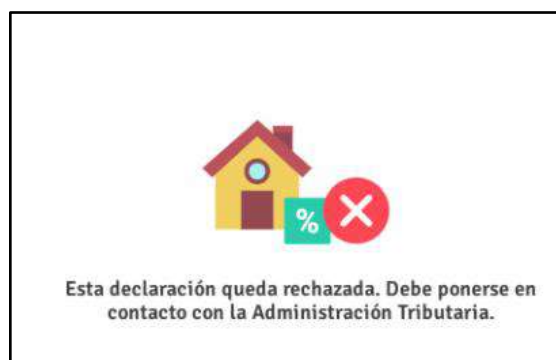 %
Esta declaración queda rechazada. Debe ponerse en
contacto con la Administración Tributaria.